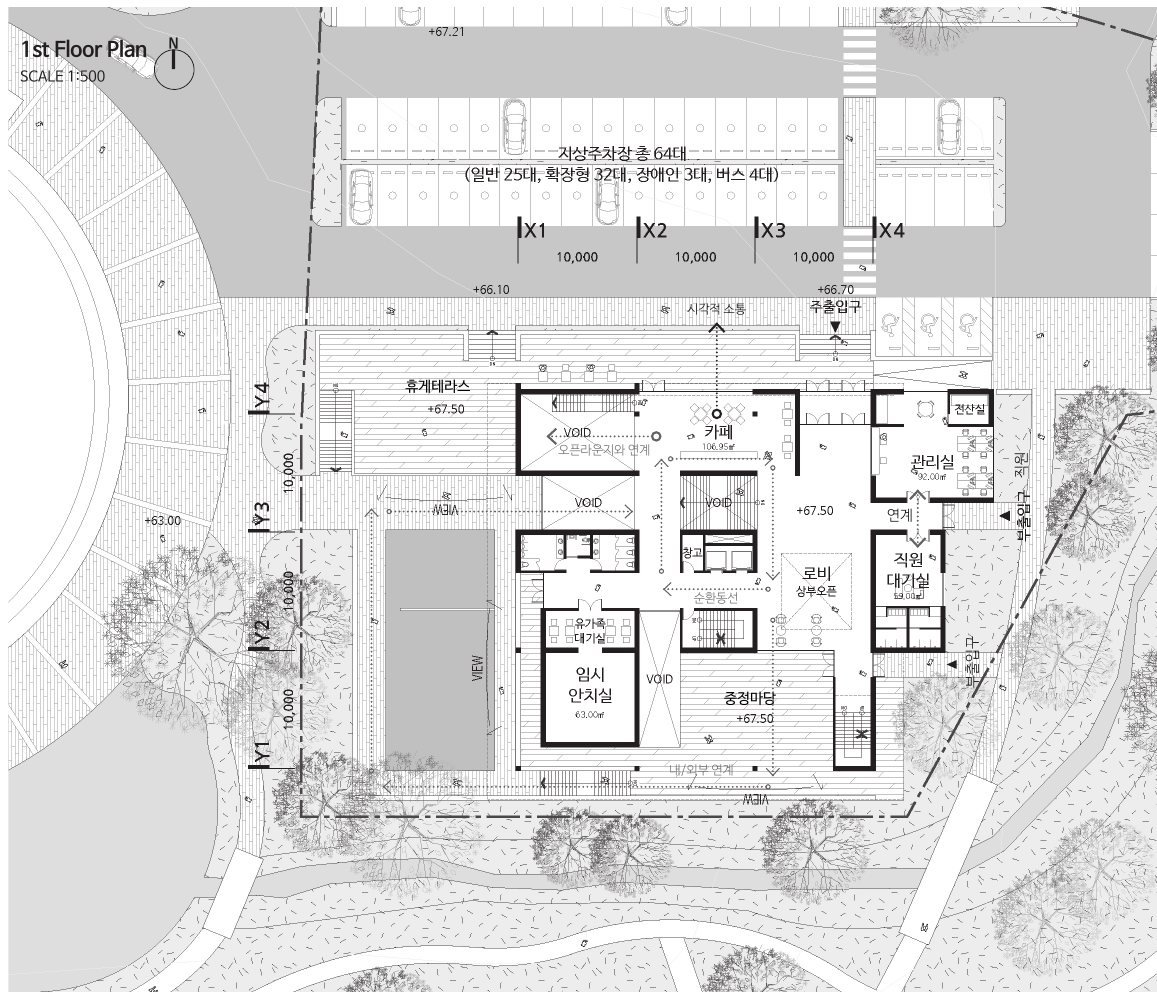 1st Floor Plan
SCALE 1:500
N
+67.21
지상주차장 총 64대
(일반 25대, 확장형 32대, 장애인 3대, 버스 4대)
X1
X2
X3
X4
10,000
10,000
10,000
+66.10
+66.70
시각적 소통
주출입구
휴게테라스
+67.50
Y4
10,000
Y3
10,000
Y2
10,000
Y1
+63.00
VOID
오픈라운지와 연계
카페
106.95㎡
전산실
관리실
92.00㎡
직원
부출입구
VIEW
VOID
VOID
+67.50
연계
창고
로비
상부오픈
직원
대기실
순환동선
유가족
대기실
부출입구
VIEW
임시
안치실
63.00㎡
VOID
중정마당
+67.50
내/외부 연계
VIEW